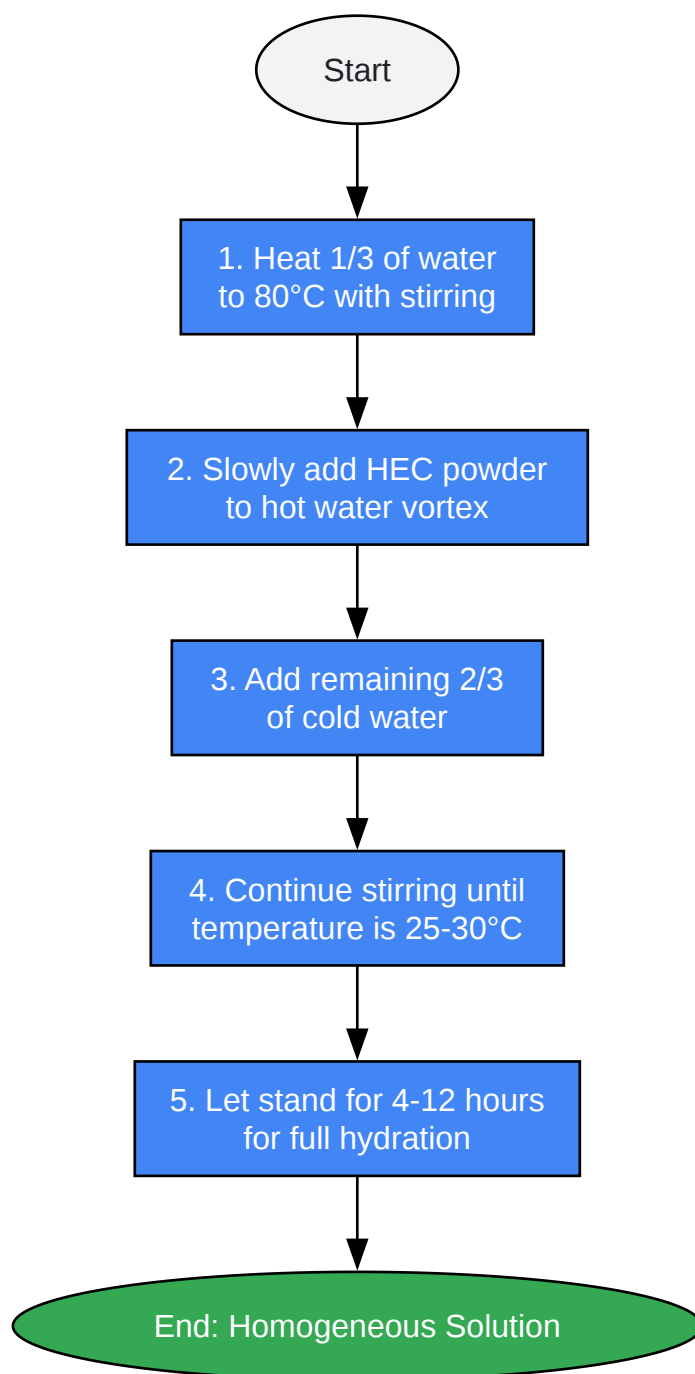 Start
1. Heat 1/3 of water
to 80°C with stirring
2. Slowly add HEC powder
to hot water vortex
3. Add remaining 2/3
of cold water
4. Continue stirring until
temperature is 25-30°C
5. Let stand for 4-12 hours
for full hydration
End: Homogeneous Solution